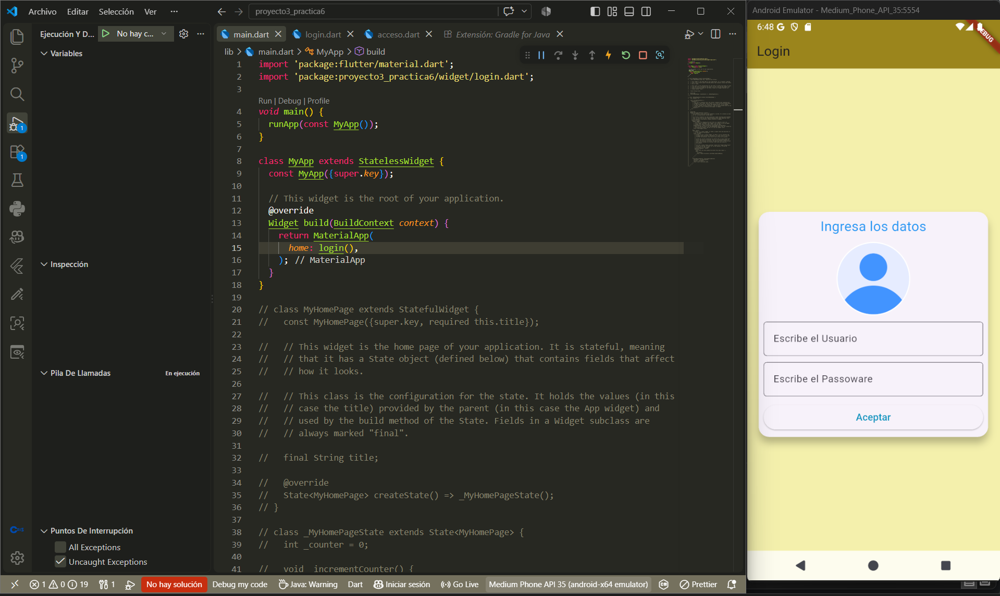 Archivo Editar Selección Ver ···
proyecto3_practica6
Android Emulator - Medium_Phone_API_35:5554
Ejecución Y D...
No hay c...
main.dart
login.dart
acceso.dart
Extensión: Gradle for Java
lib > main.dart > MyApp > build
Variables
Inspección
Pila De Llamadas
En ejecución
Puntos De Interrupción
All Exceptions
Uncaught Exceptions
1
1
1 import 'package:flutter/material.dart';
2 import 'package:proyecto3_practica6/widget/login.dart';
3
Run | Debug | Profile
4 void main() {
5 runApp(const MyApp());
6 }
7
8 class MyApp extends StatelessWidget {
9 const MyApp({super.key});
10
11 // This widget is the root of your application.
12 @override
13 Widget build(BuildContext context) {
14 return MaterialApp(
15 home: login(),
16 ); // MaterialApp
17 }
18 }
19
20 // class MyHomePage extends StatefulWidget {
21 // const MyHomePage({super.key, required this.title});
22
23 // // This widget is the home page of your application. It is stateful, meaning
24 // // that it has a State object (defined below) that contains fields that affect
25 // // how it looks.
26
27 // // This class is the configuration for the state. It holds the values (in this
28 // // case the title) provided by the parent (in this case the App widget) and
29 // // used by the build method of the State. Fields in a Widget subclass are
30 // // always marked "final".
31
32 // final String title;
33
34 // @override
35 // State<MyHomePage> createState() => _MyHomePageState();
36 // }
37
38 // class _MyHomePageState extends State<MyHomePage> {
39 // int _counter = 0;
40
41 // void _incrementCounter() {
6:48
DEBUG
Login
Ingresa los datos
Escribe el Usuario
Escribe el Passoware
Aceptar
1 0 19
1
No hay solución
Debug my code
Java: Warning
Dart
Iniciar sesión
Go Live
Medium Phone API 35 (android-x64 emulator)
Prettier